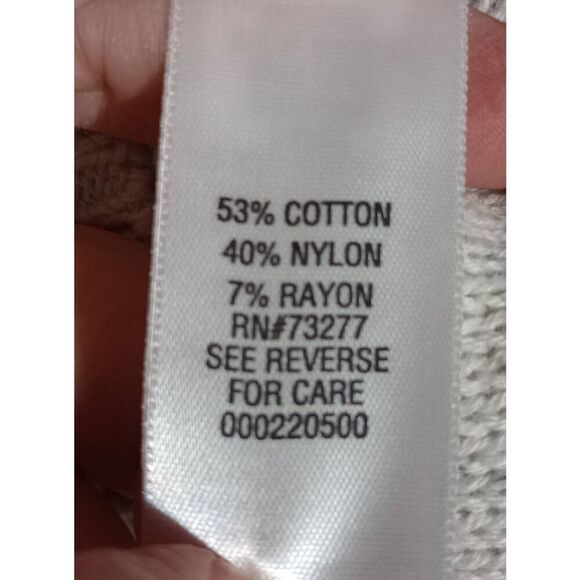 53% COTTON
40% NYLON
7% RAYON
RN#73277
SEE REVERSE
FOR CARE
000220500